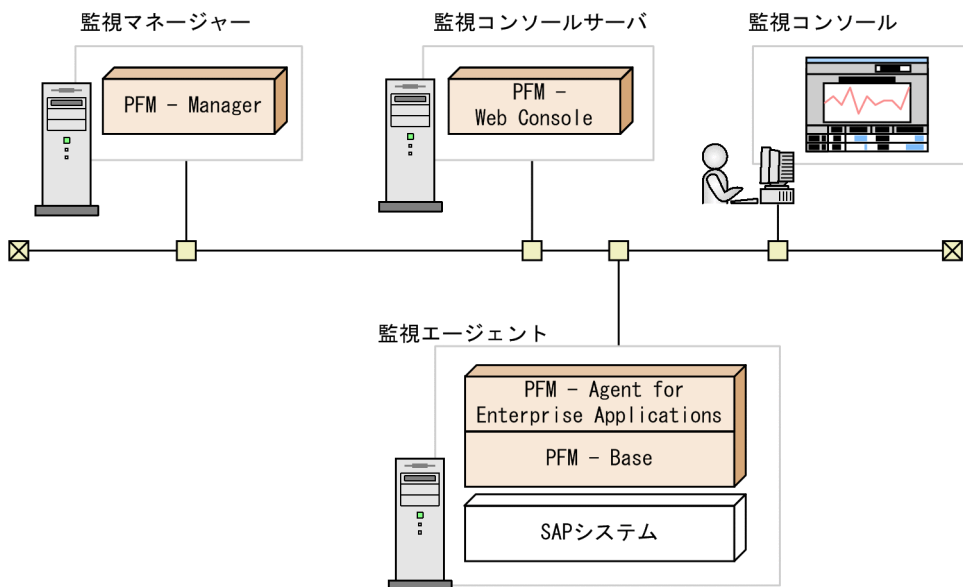 監視マネージャー
監視コンソールサーバ
監視コンソール
PFM － Manager
PFM －
Web Console
監視エージェント
PFM － Agent for
Enterprise Applications
PFM － Base
SAPシステム